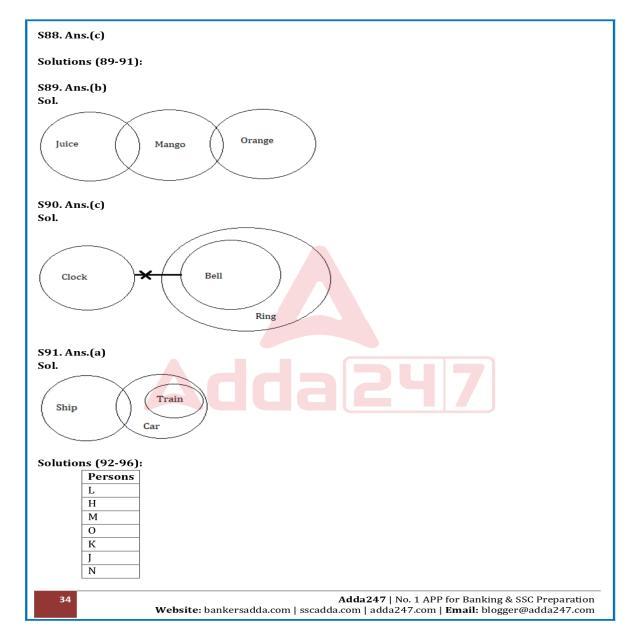 S88. Ans.(c)
Solutions (89-91):
S89. Ans.(b)
Sol.
Juice Mango Orange
S90. Ans.(c)
Sol.
Clock Bell
Ring
S91. Ans.(a)
Sol.
Ship Train
Car
Adda247
Solutions (92-96):
Persons
L
H
M
O
K
J
N
34 Adda247 | No. 1 APP for Banking & SSC Preparation
Website: bankersadda.com | sscadda.com | adda247.com | Email: blogger@adda247.com